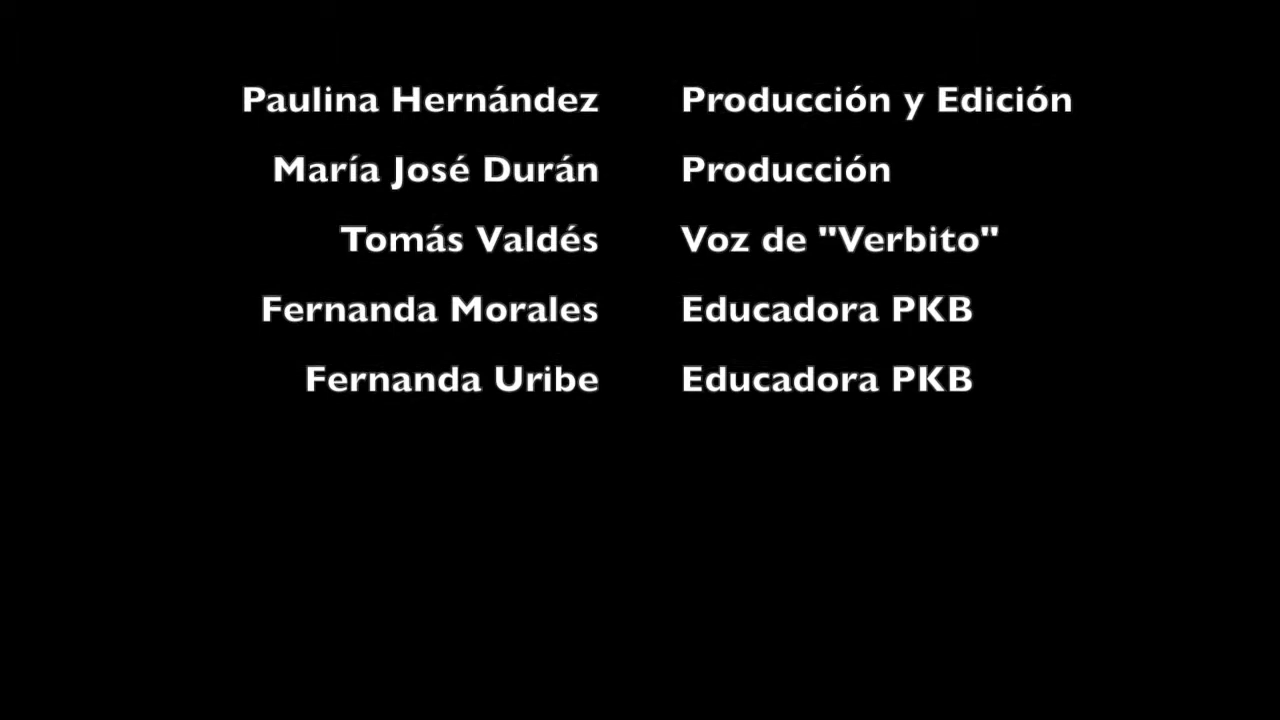 Paulina Hernández Producción y Edición
María José Durán Producción
Tomás Valdés Voz de "Verbito"
Fernanda Morales Educadora PKB
Fernanda Uribe Educadora PKB